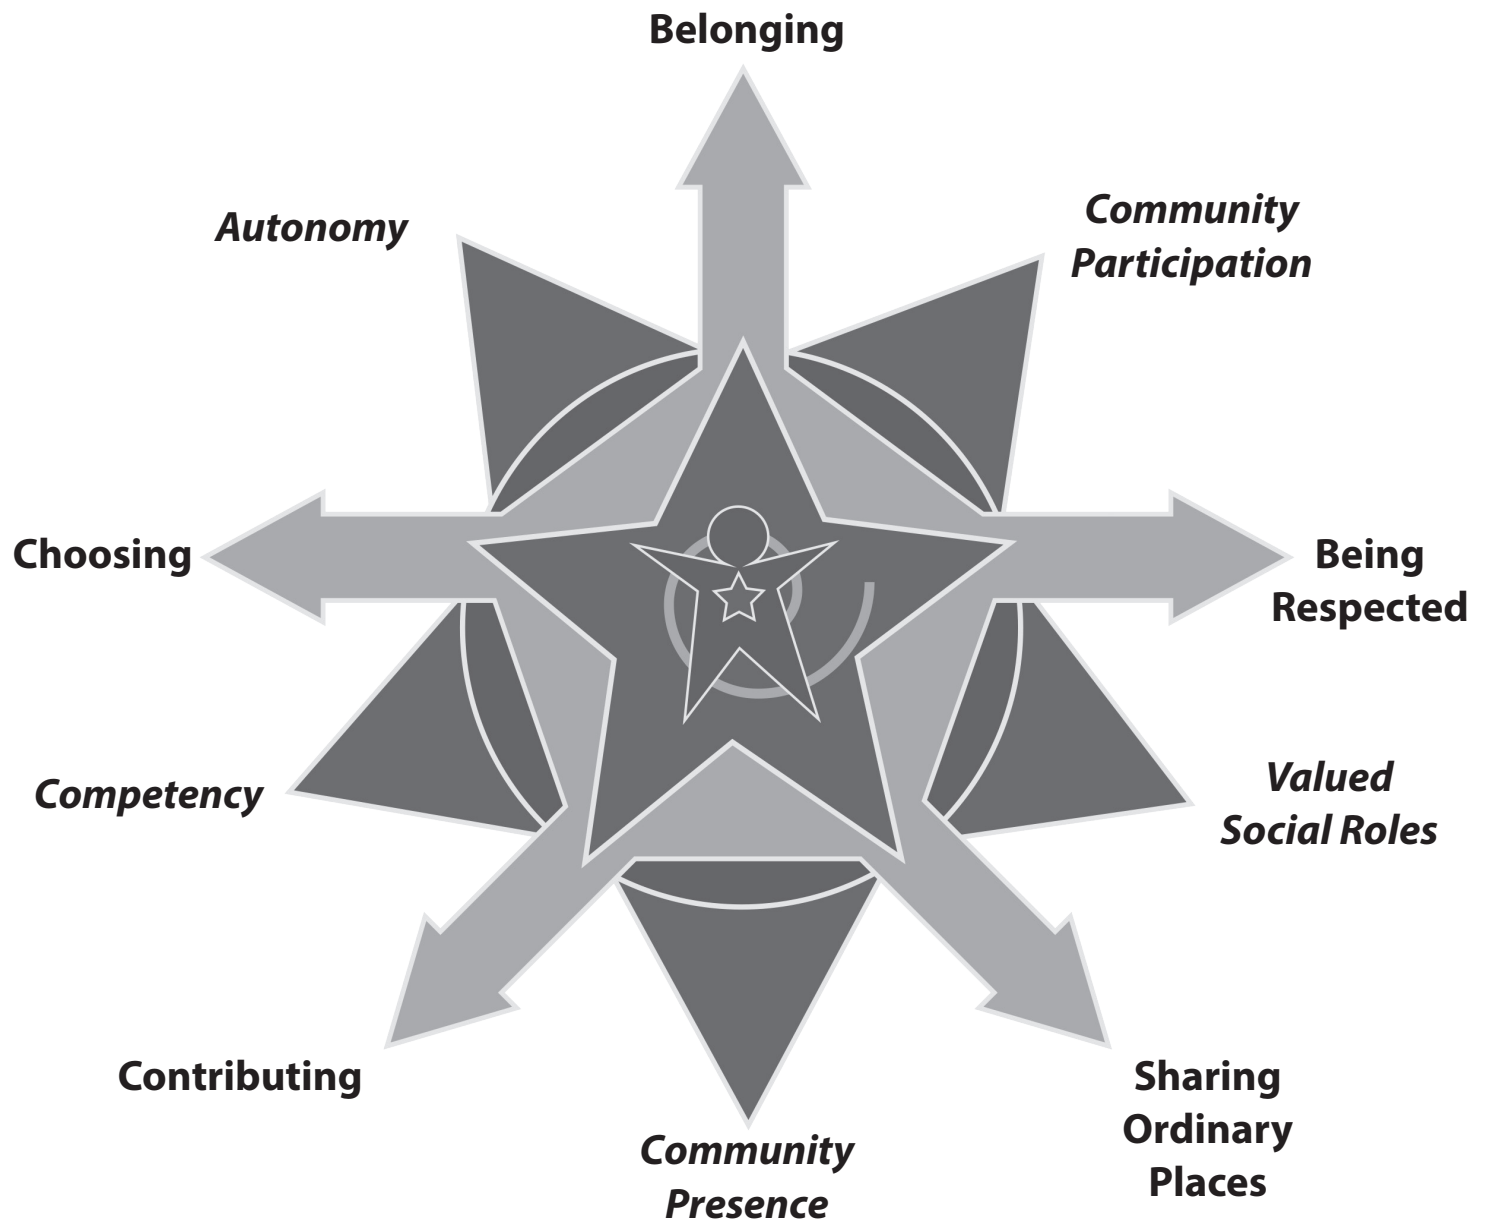 Belonging
Autonomy
Community
Participation
Choosing
Being
Respected
Competency
Valued
Social Roles
Contributing
Sharing
Ordinary
Places
Community
Presence